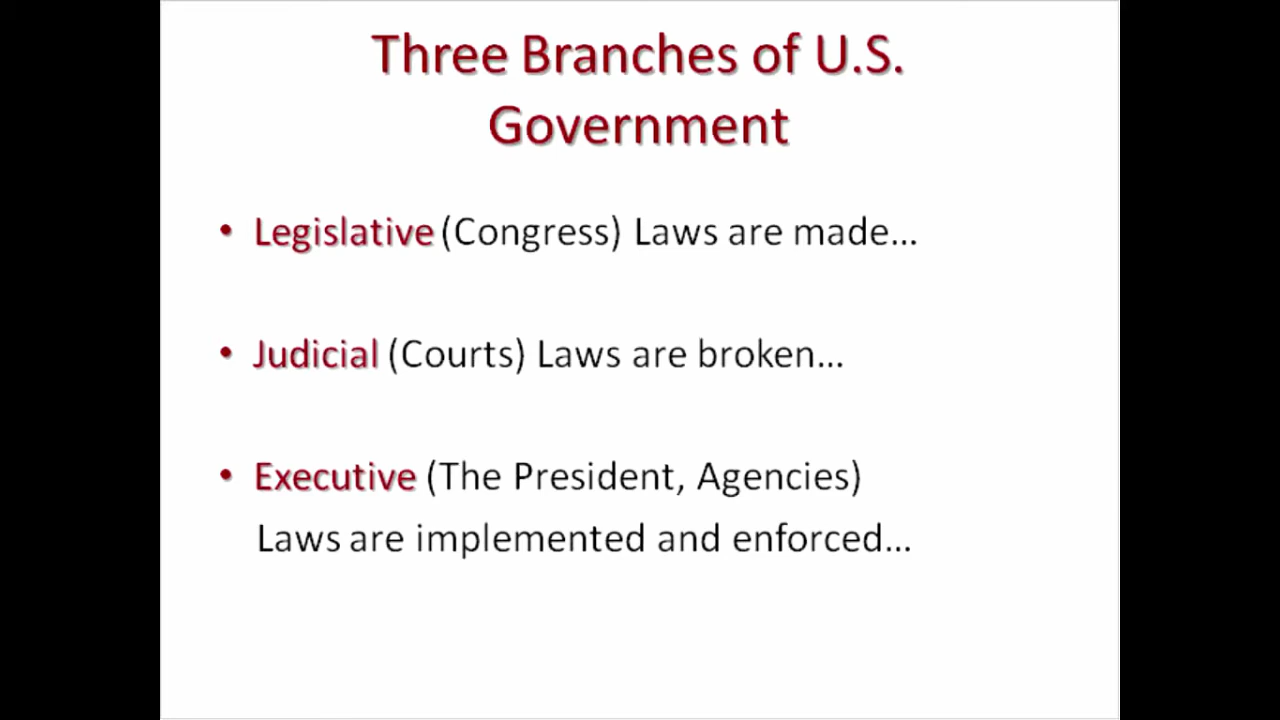 Three Branches of U.S.
Government
• Legislative (Congress) Laws are made...
• Judicial (Courts) Laws are broken...
• Executive (The President, Agencies)
Laws are implemented and enforced...